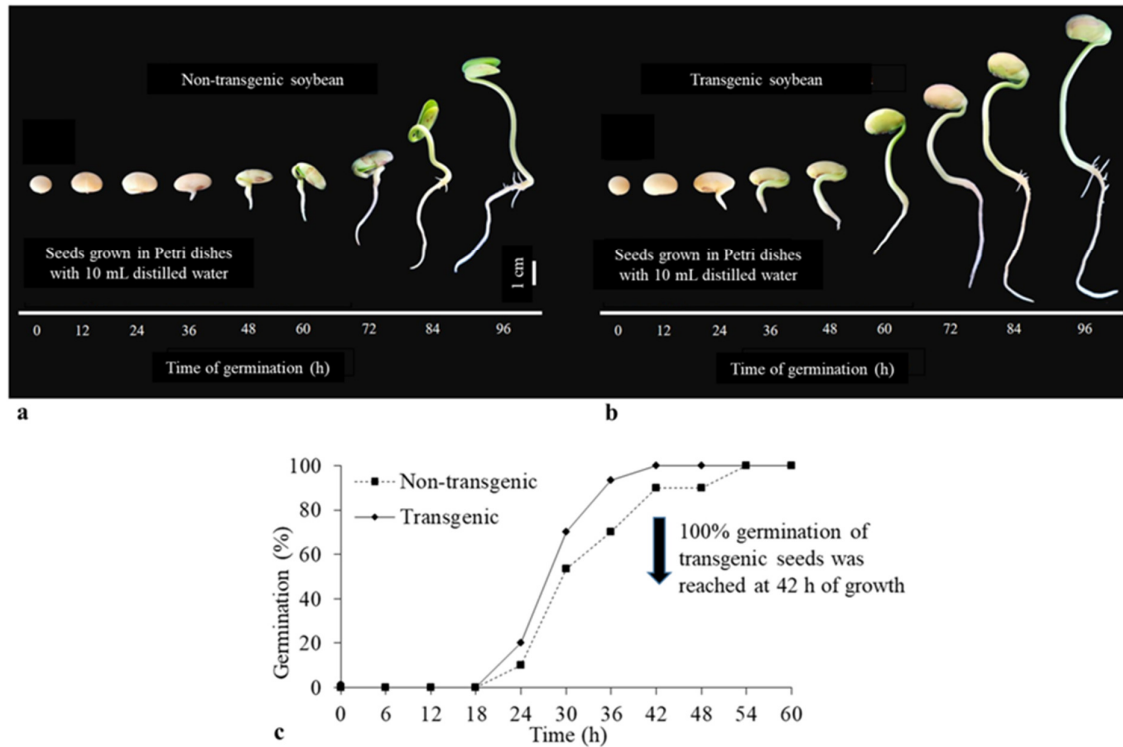 Non-transgenic soybean
Seeds grown in Petri dishes
with 10 mL distilled water
1 cm
0 12 24 36 48 60 72 84 96
Time of germination (h)
a
Transgenic soybean
Seeds grown in Petri dishes
with 10 mL distilled water
0 12 24 36 48 60 72 84 96
Time of germination (h)
b
Germination (%)
100
80
60
40
20
0
Non-transgenic
Transgenic
100% germination of
transgenic seeds was
reached at 42 h of growth
0 6 12 18 24 30 36 42 48 54 60
Time (h)
c